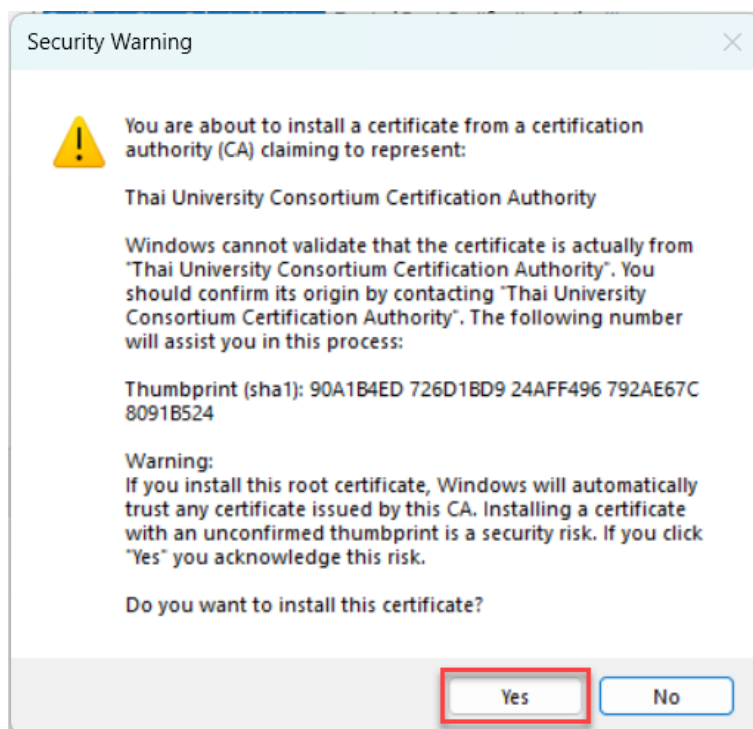 Security Warning
You are about to install a certificate from a certification
authority (CA) claiming to represent:
Thai University Consortium Certification Authority
Windows cannot validate that the certificate is actually from
"Thai University Consortium Certification Authority". You
should confirm its origin by contacting "Thai University
Consortium Certification Authority". The following number
will assist you in this process:
Thumbprint (sha1): 90A1B4ED 726D1BD9 24AFF496 792AE67C
8091B524
Warning:
If you install this root certificate, Windows will automatically
trust any certificate issued by this CA. Installing a certificate
with an unconfirmed thumbprint is a security risk. If you click
"Yes" you acknowledge this risk.
Do you want to install this certificate?
Yes No